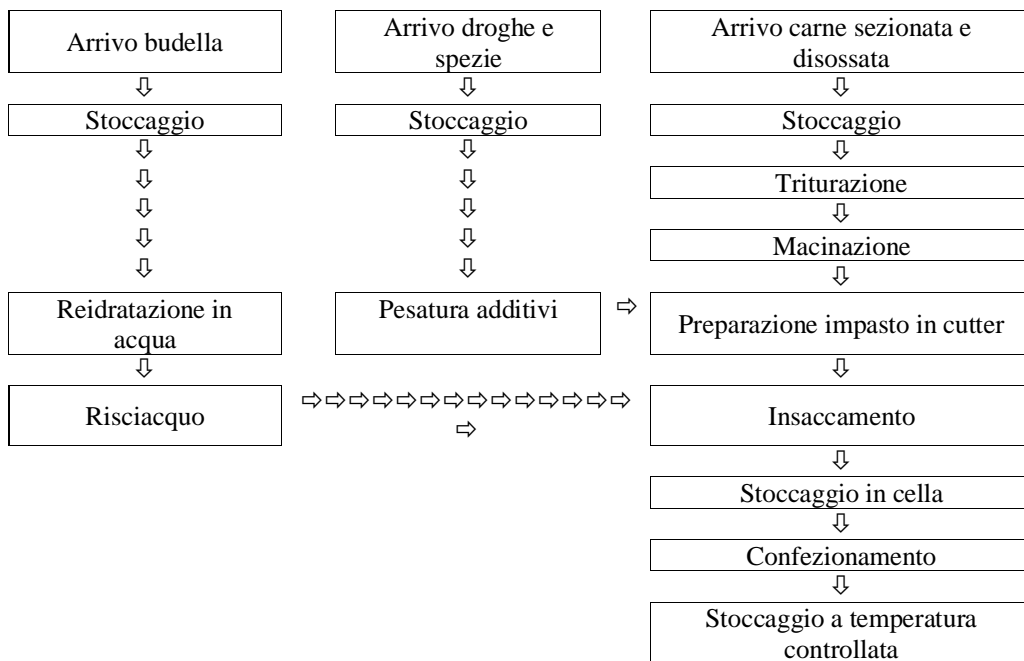 Arrivo budella
Arrivo droghe e
spezie
Arrivo carne sezionata e
disossata
⇩
⇩
⇩
Stoccaggio
Stoccaggio
Stoccaggio
⇩
⇩
⇩
⇩
⇩
Triturazione
⇩
⇩
⇩
⇩
⇩
Macinazione
⇩
⇩
⇩
Reidratazione in
acqua
Pesatura additivi
⇨
Preparazione impasto in cutter
⇩
⇩
Risciacquo
⇨⇨⇨⇨⇨⇨⇨⇨⇨⇨⇨⇨⇨⇨
⇨
Insaccamento
⇩
Stoccaggio in cella
⇩
Confezionamento
⇩
Stoccaggio a temperatura
controllata